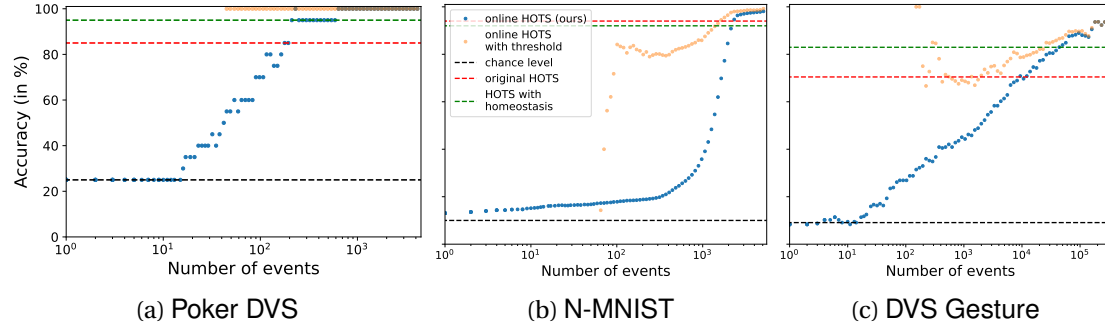 100
80
60
40
20
0
Accuracy (in %)
10^0
10^1
10^2
10^3
Number of events
(a) Poker DVS
online HOTS (ours)
online HOTS
with threshold
chance level
original HOTS
HOTS with
homeostasis
10^0
10^1
10^2
10^3
Number of events
(b) N-MNIST
10^0
10^1
10^2
10^3
10^4
10^5
Number of events
(c) DVS Gesture